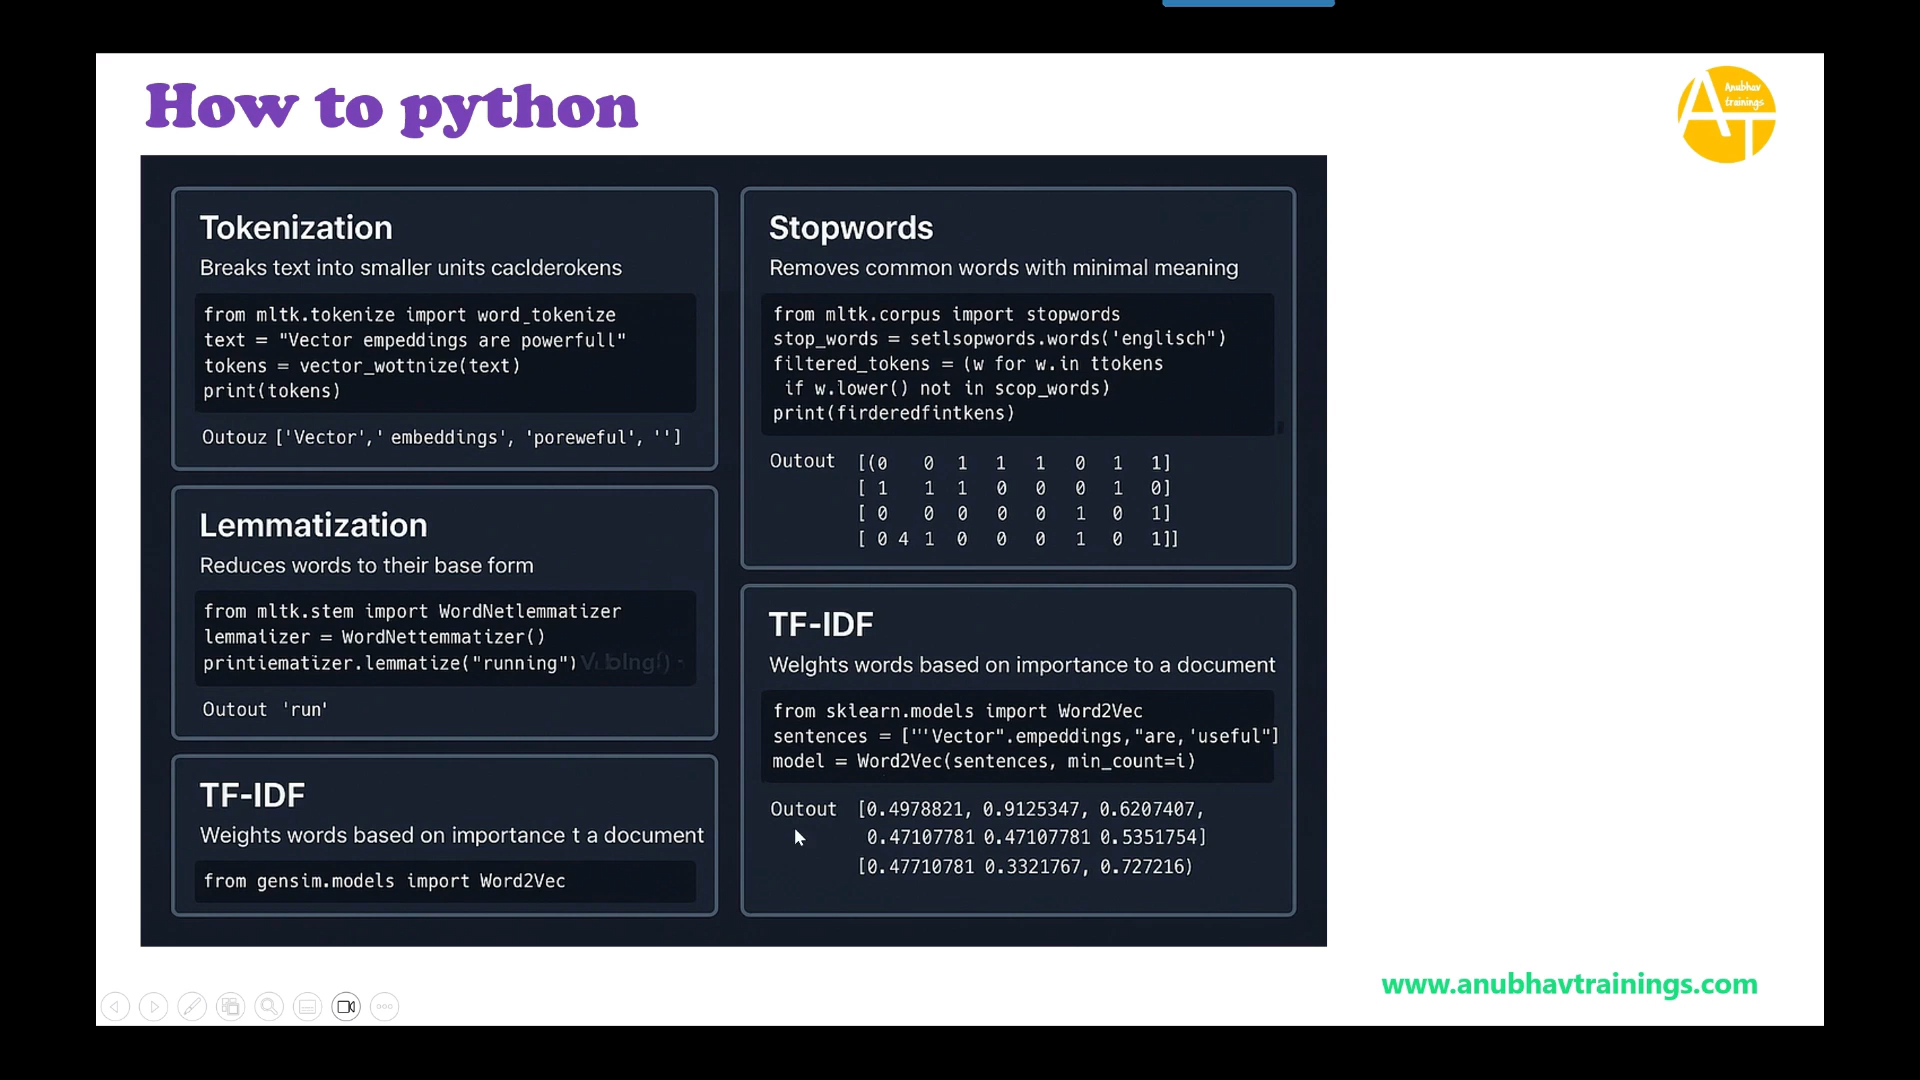 How to python
Anubhav
trainings
AT
Tokenization
Breaks text into smaller units caclderokens
from mltk.tokenize import word_tokenize
text = "Vector empeddings are powerfull"
tokens = vector_wottnize(text)
print(tokens)
Outouz ['Vector',' embeddings', 'poreweful', '']
Lemmatization
Reduces words to their base form
from mltk.stem import WordNetlemmatizer
lemmalizer = WordNettemmatizer()
printiematizer.lemmatize("running")
Outout 'run'
TF-IDF
Weights words based on importance t a document
from gensim.models import Word2Vec
Stopwords
Removes common words with minimal meaning
from mltk.corpus import stopwords
stop_words = setlsopwords.words('englisch")
filtered_tokens = (w for w.in ttokens
if w.lower() not in scop_words)
print(firderedfintkens)
Outout [(0 0 1 1 1 0 1 1]
[ 1 1 1 0 0 0 1 0]
[ 0 0 0 0 0 1 0 1]
[ 0 4 1 0 0 0 1 0 1]]
TF-IDF
Welghts words based on importance to a document
from sklearn.models import Word2Vec
sentences = ["'Vector".empeddings,"are,'useful"]
model = Word2Vec(sentences, min_count=i)
Outout [0.4978821, 0.9125347, 0.6207407,
0.47107781 0.47107781 0.5351754]
[0.47710781 0.3321767, 0.727216)
www.anubhavtrainings.com